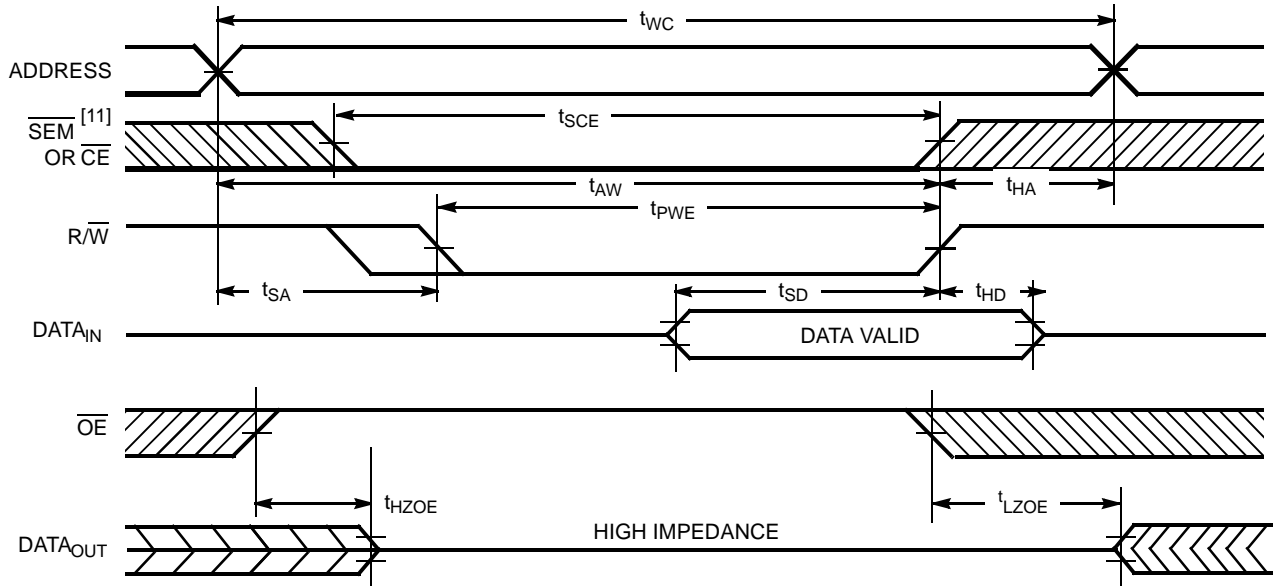 tWC
ADDRESS
SEM [11]
OR CE
tSCE
tAW
tHA
tPWE
R/W
tSA
tSD
tHD
DATAIN
DATA VALID
OE
tHZOE
tLZOE
HIGH IMPEDANCE
DATAOUT